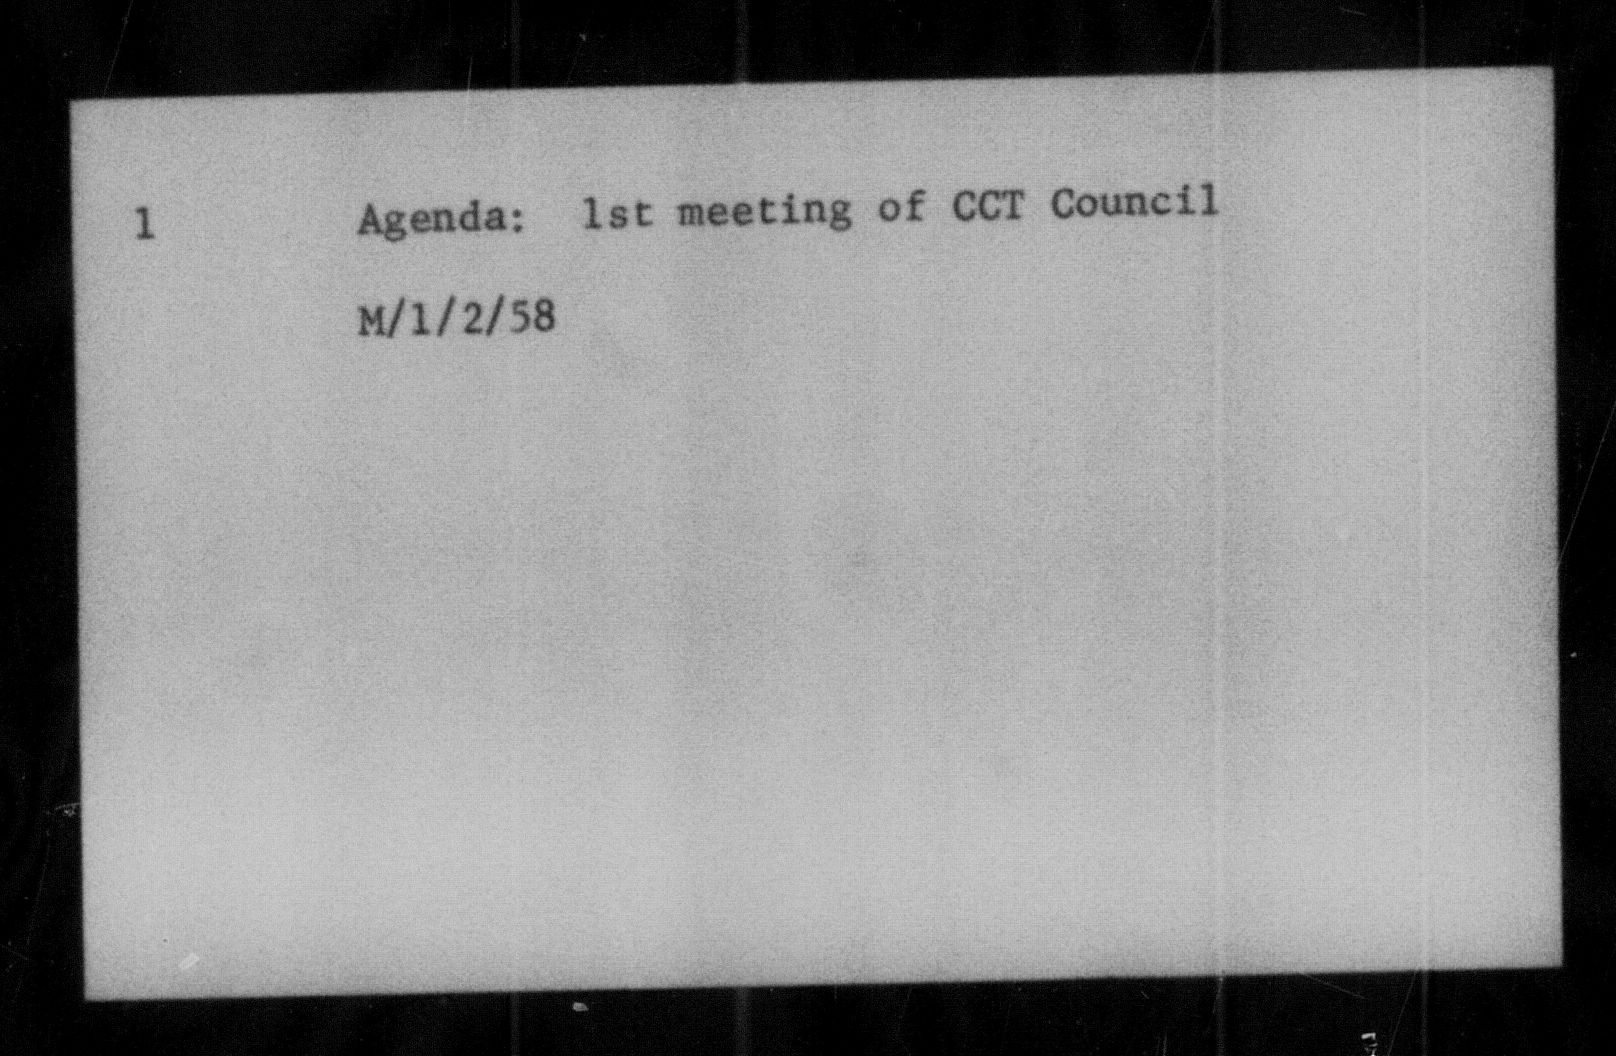 1 Agenda: 1st meeting of CCT Council
M/1/2/58